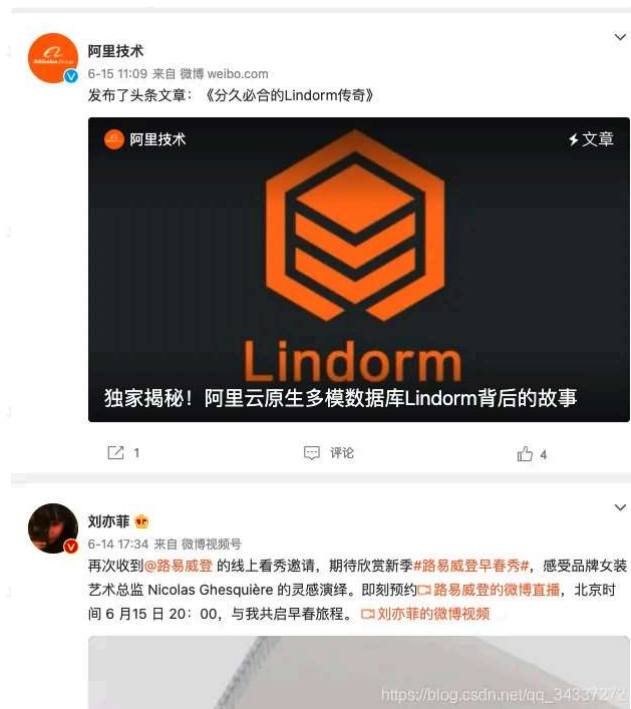 阿里技术
6-15 11:09 来自 微博 weibo.com
发布了头条文章：《分久必合的Lindorm传奇》
阿里技术
文章
Lindorm
独家揭秘！阿里云原生多模数据库Lindorm背后的故事
1
评论
4
刘亦菲
6-14 17:34 来自 微博视频号
再次收到@路易威登 的线上看秀邀请，期待欣赏新季#路易威登早春秀#，感受品牌女装
艺术总监 Nicolas Ghesquière 的灵感演绎。即刻预约路易威登的微博直播，北京时
间 6 月15 日 20：00，与我共启早春旅程。 刘亦菲的微博视频
https://blog.csdn.net/qq_34337272